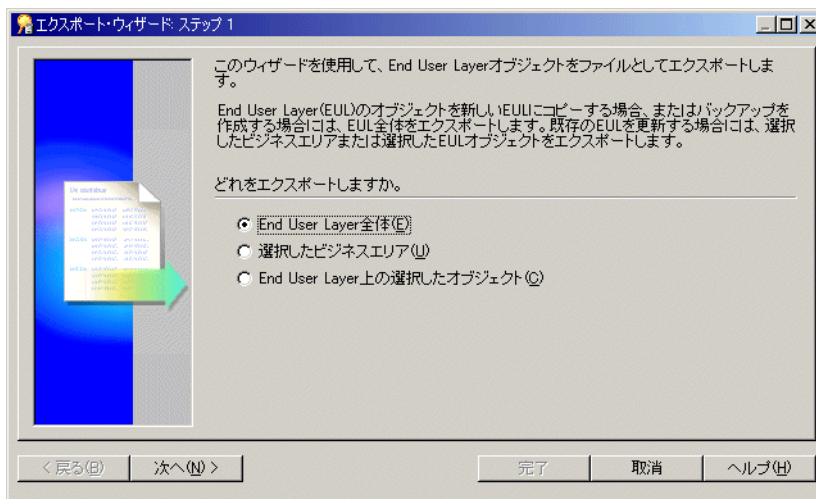 エクスポート・ウィザード: ステップ 1
このウィザードを使用して、End User Layerオブジェクトをファイルとしてエクスポートしま
す。
End User Layer(EUL)のオブジェクトを新しいEULにコピーする場合、またはバックアップを
作成する場合には、EUL全体をエクスポートします。既存のEULを更新する場合には、選択
したビジネスエリアまたは選択したEULオブジェクトをエクスポートします。
どれをエクスポートしますか。
End User Layer全体(E)
選択したビジネスエリア(U)
End User Layer上の選択したオブジェクト(C)
< 戻る(B)
次へ(N) >
完了
取消
ヘルプ(H)